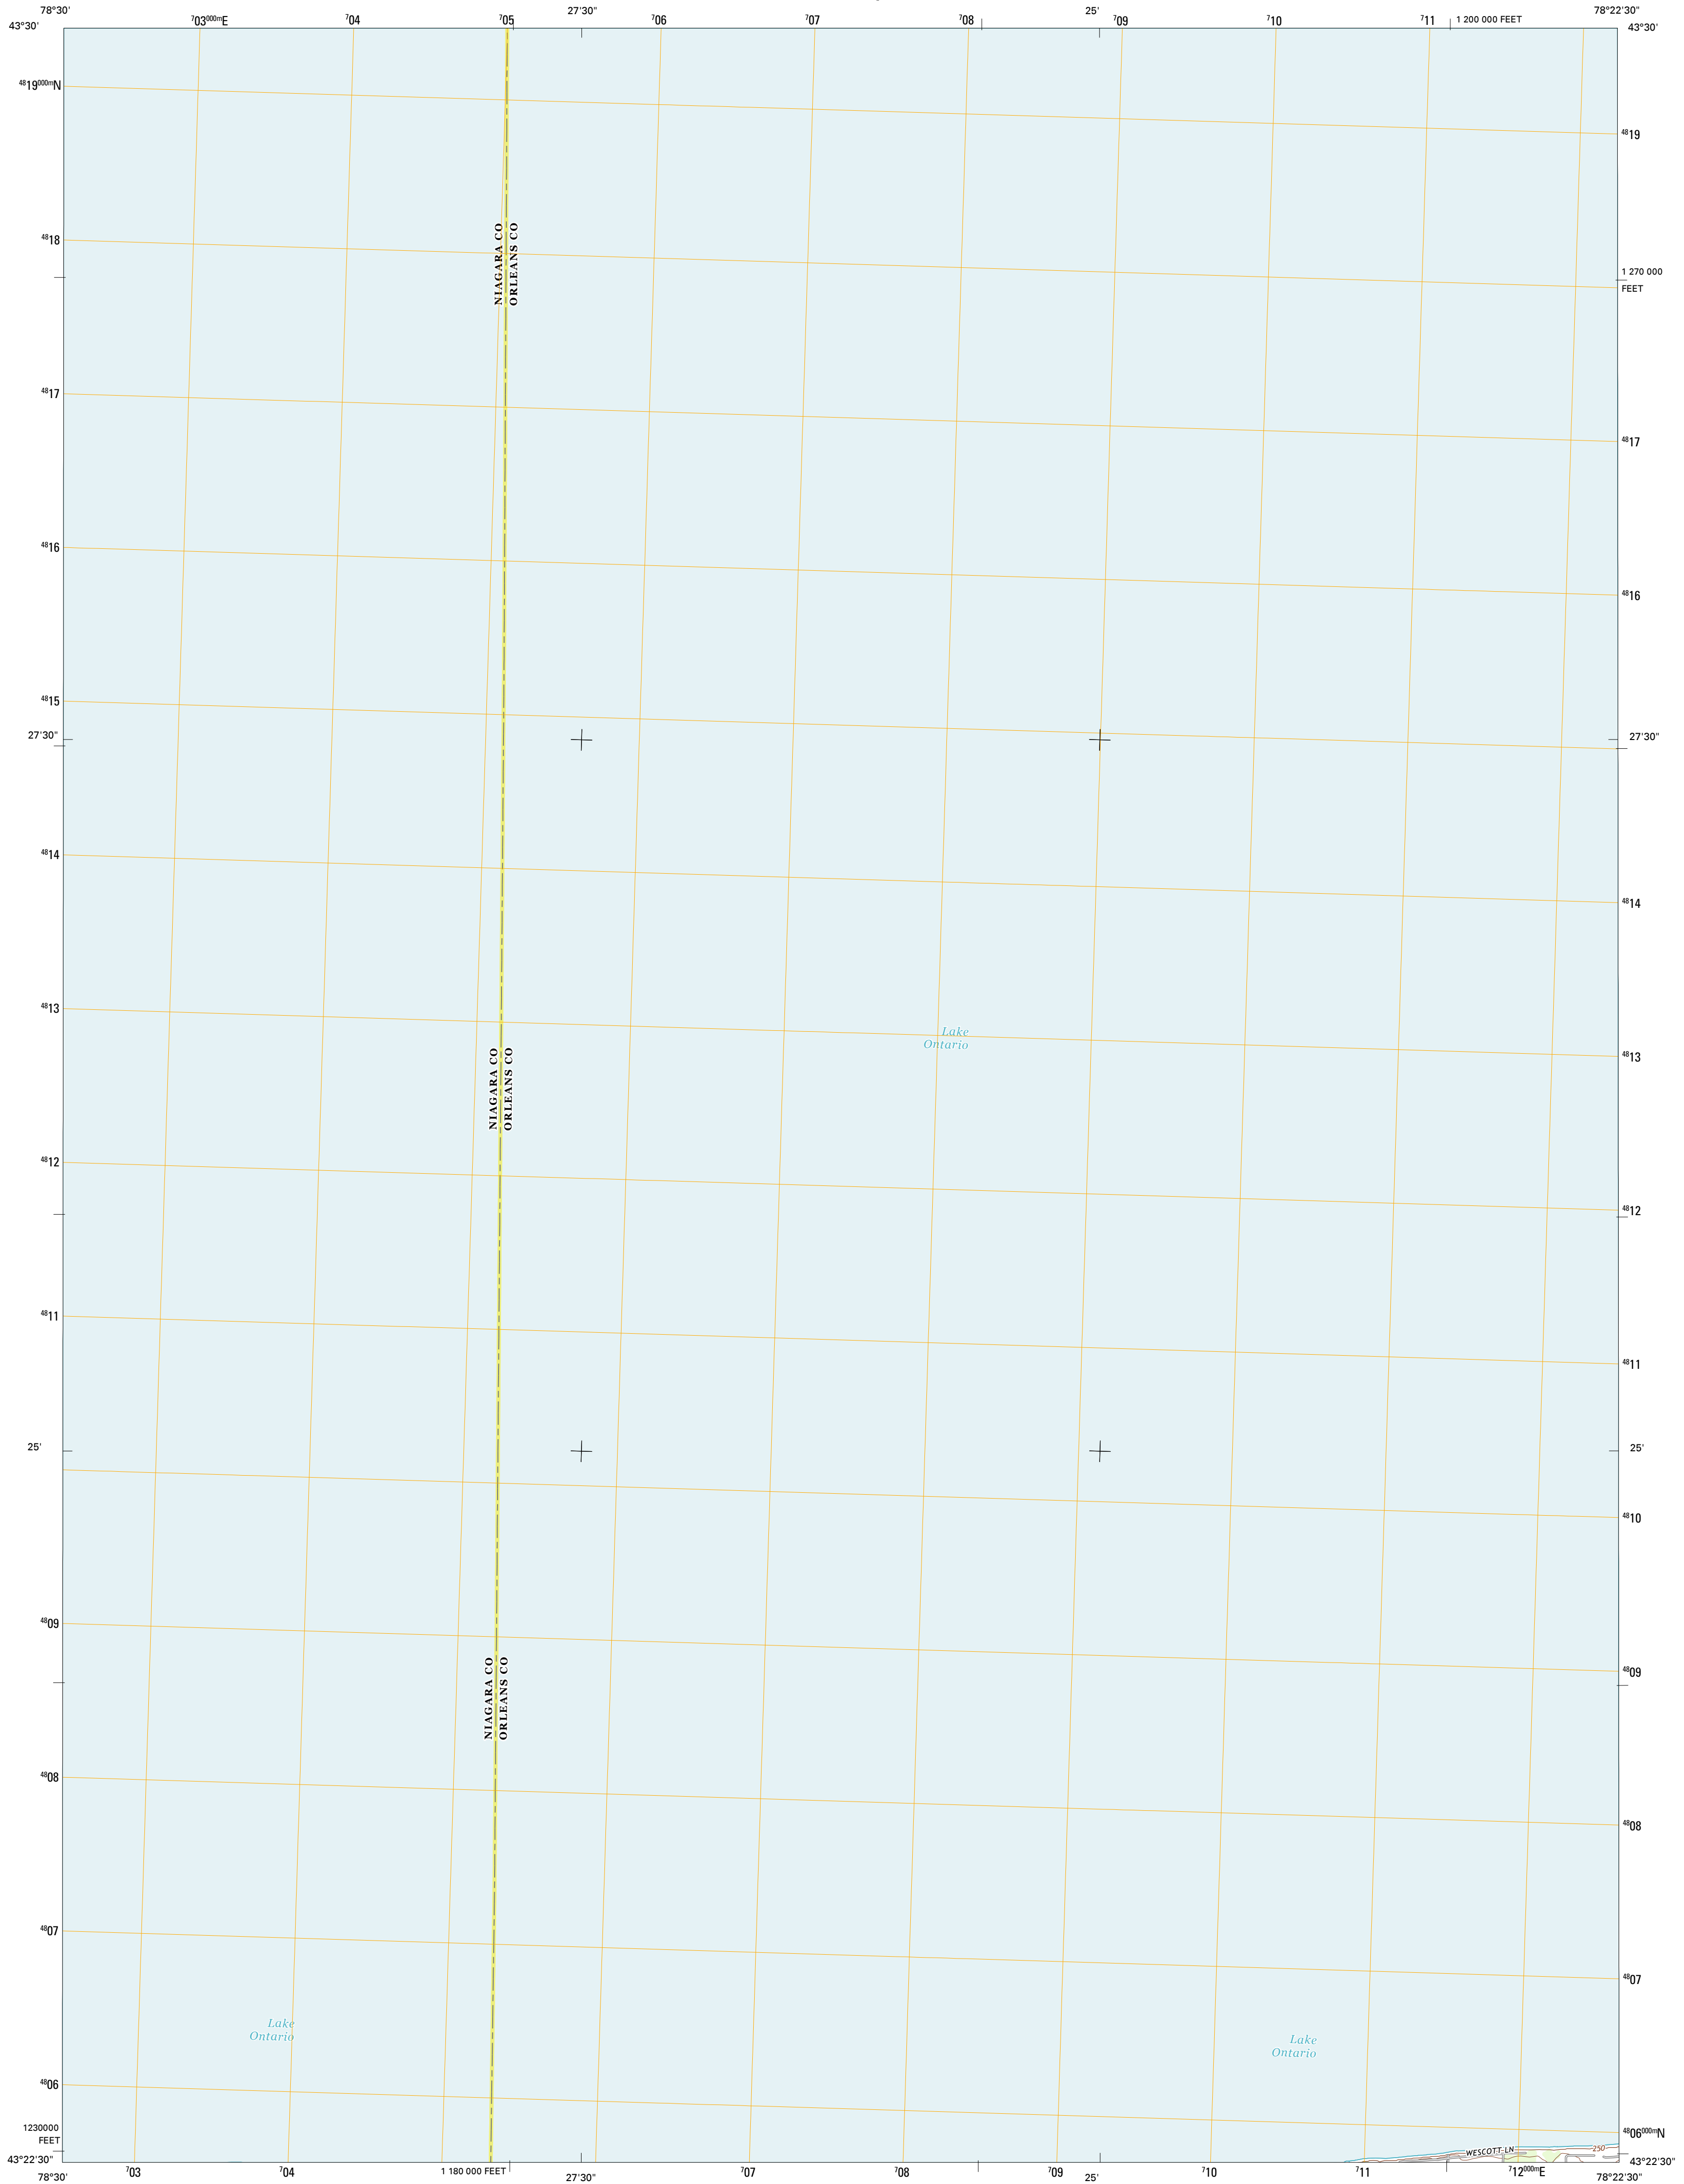 78°30' 27'30" 25' 78°22'30"
703000mE 704 705 706 707 708 709 710 711 1 200 000 FEET
43°30' 43°30'
4819000mN
4819
4818
1 270 000
FEET
4817
4817
4816
4816
4815
27'30" 27'30"
4814
4814
4813
4813
4812
4812
4811
4811
25' 25'
4810
4809
4809
4808
4808
4807
4807
4806
4806000mN
1230000
FEET
43°22'30" 43°22'30"
703 704 1 180 000 FEET 707 708 709 710 711 712000mE
78°30' 27'30" 25' 78°22'30"
NIAGARA CO
ORLEANS CO
NIAGARA CO
ORLEANS CO
NIAGARA CO
ORLEANS CO
Lake
Ontario
Lake
Ontario
Lake
Ontario
WESCOTT LN
250